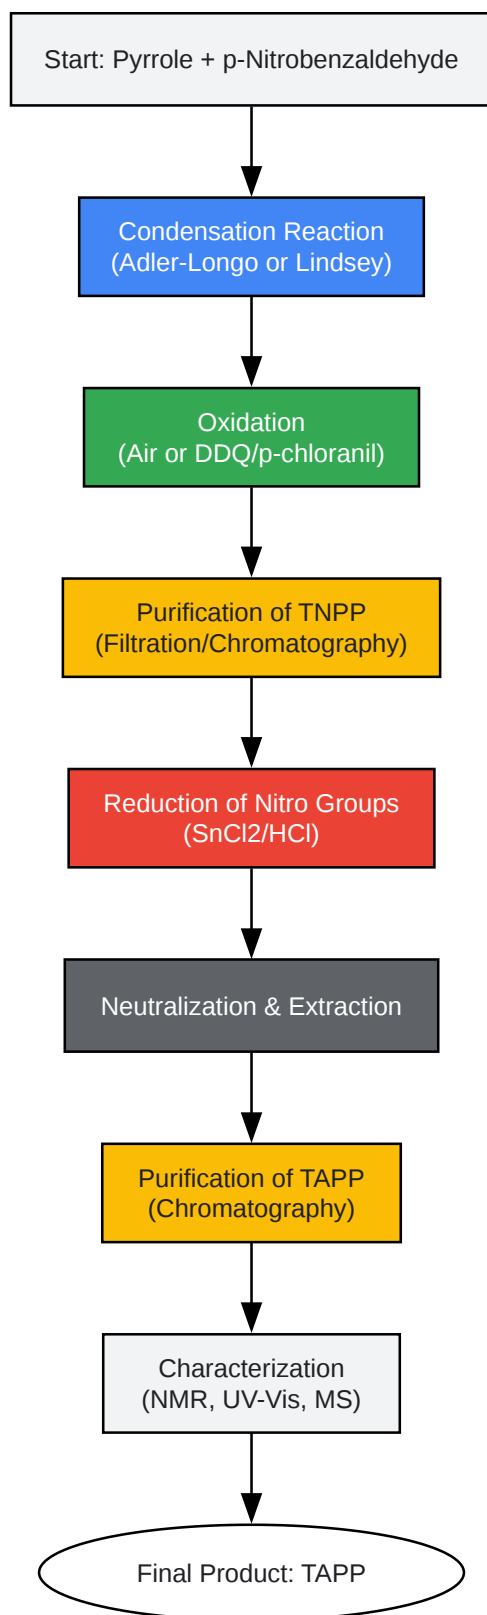 Start: Pyrrole + p-Nitrobenzaldehyde
Condensation Reaction
(Adler-Longo or Lindsey)
Oxidation
(Air or DDQ/p-chloranil)
Purification of TNPP
(Filtration/Chromatography)
Reduction of Nitro Groups
(SnCl2/HCl)
Neutralization & Extraction
Purification of TAPP
(Chromatography)
Characterization
(NMR, UV-Vis, MS)
Final Product: TAPP